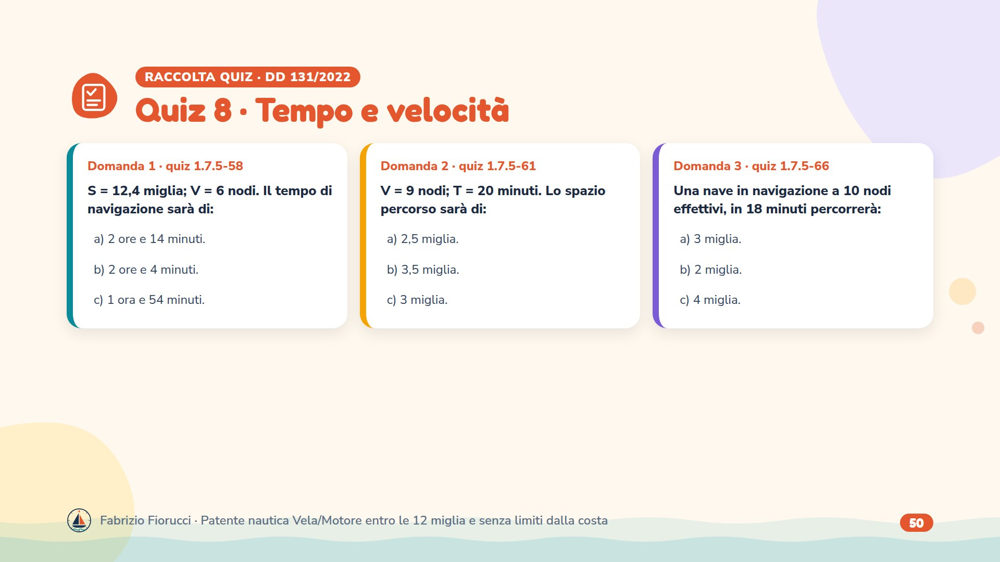 RACCOLTA QUIZ · DD 131/2022
Quiz 8 · Tempo e velocità
Domanda 1 · quiz 1.7.5-58
S = 12,4 miglia; V = 6 nodi. Il tempo di
navigazione sarà di:
a) 2 ore e 14 minuti.
b) 2 ore e 4 minuti.
c) 1 ora e 54 minuti.
Domanda 2 · quiz 1.7.5-61
V = 9 nodi; T = 20 minuti. Lo spazio
percorso sarà di:
a) 2,5 miglia.
b) 3,5 miglia.
c) 3 miglia.
Domanda 3 · quiz 1.7.5-66
Una nave in navigazione a 10 nodi
effettivi, in 18 minuti percorrerà:
a) 3 miglia.
b) 2 miglia.
c) 4 miglia.
Fabrizio Fiorucci · Patente nautica Vela/Motore entro le 12 miglia e senza limiti dalla costa
50